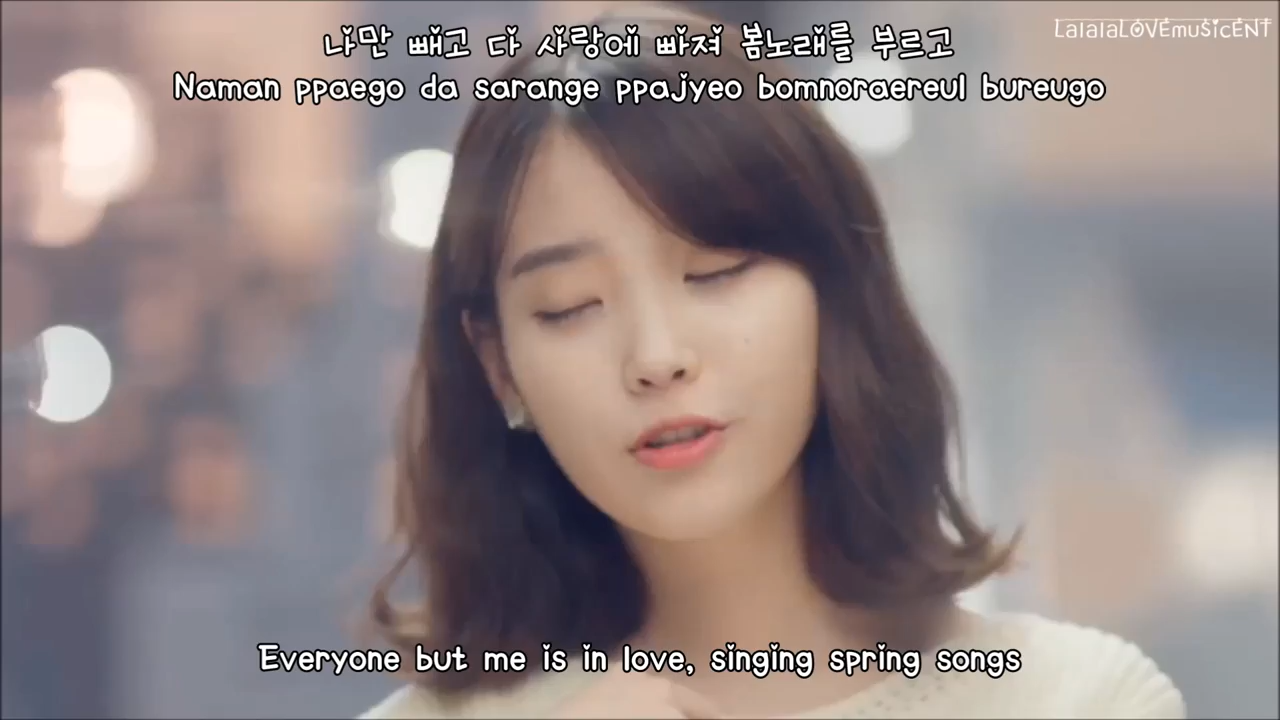 LalalaLOVEmusicENT
나만 빼고 다 사랑에 빠져 봄노래를 부르고
Naman ppaego da sarange ppajyeo bomnoraereul bureugo
Everyone but me is in love, singing spring songs